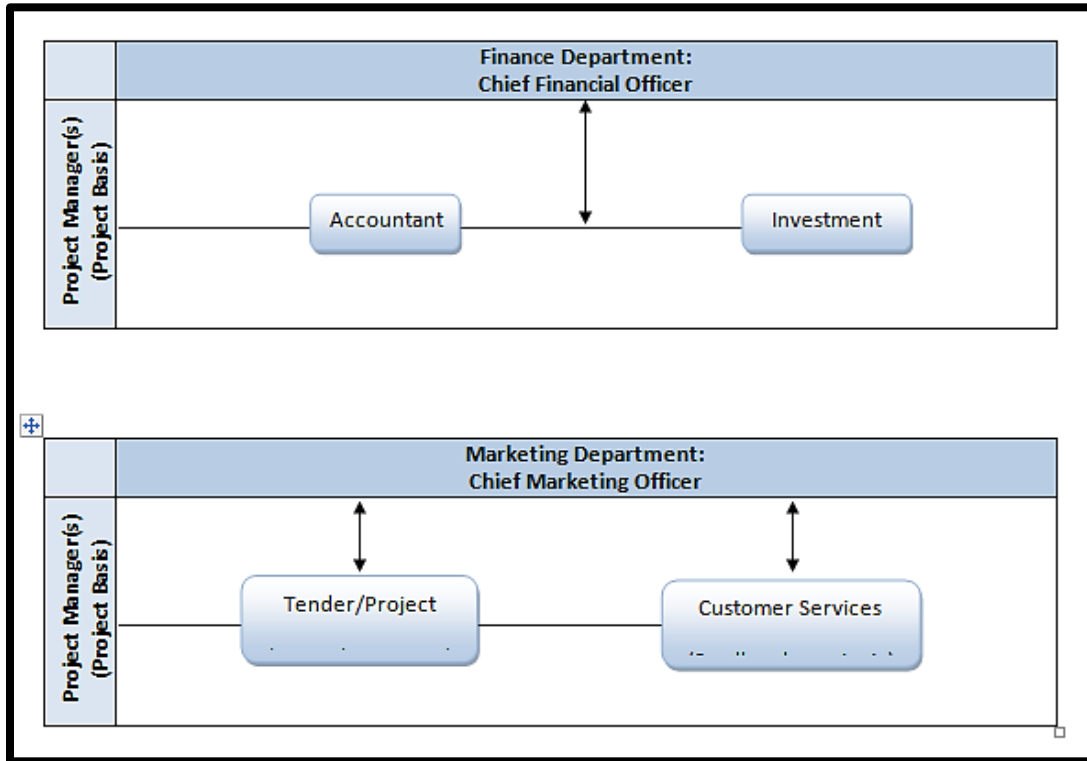 Finance Department:
Chief Financial Officer
Project Manager(s)
(Project Basis)
Accountant
Investment
Marketing Department:
Chief Marketing Officer
Project Manager(s)
(Project Basis)
Tender/Project
Customer Services